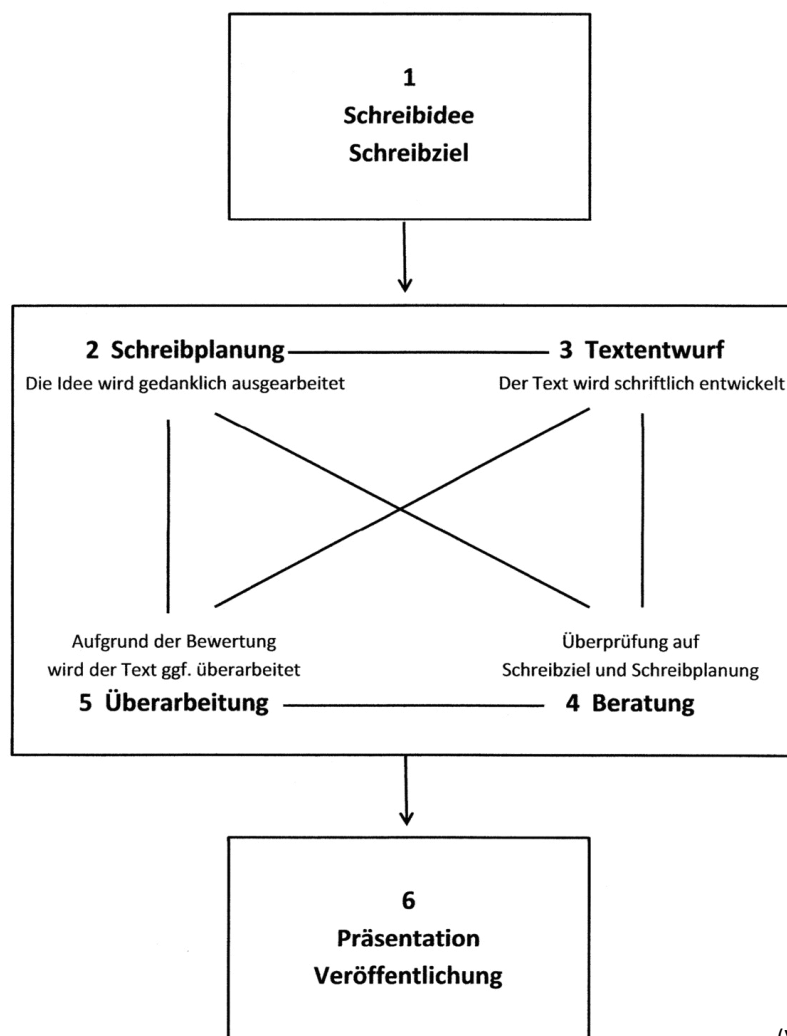 1
Schreibidee
Schreibziel
2 Schreibplanung
3 Textentwurf
Die Idee wird gedanklich ausgearbeitet
Der Text wird schriftlich entwickelt
Aufgrund der Bewertung
wird der Text ggf. überarbeitet
Überprüfung auf
Schreibziel und Schreibplanung
5 Überarbeitung
4 Beratung
6
Präsentation
Veröffentlichung